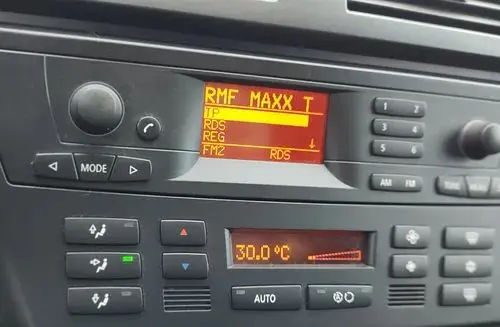 RMF MAXX T
TP
RDS
REG
FM2 RDS
MODE
1 2
3 4
5 6
AM FM
30.0°C
AUTO